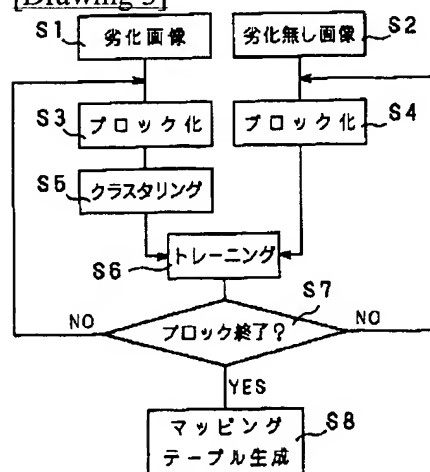 [Drawing 3]
S1 劣化画像
劣化無し画像 S2
S3 ブロック化
ブロック化 S4
S5 クラスタリング
トレーニング
S6
S7
NO ブロック終了? NO
YES
マッピング
テーブル生成 S8